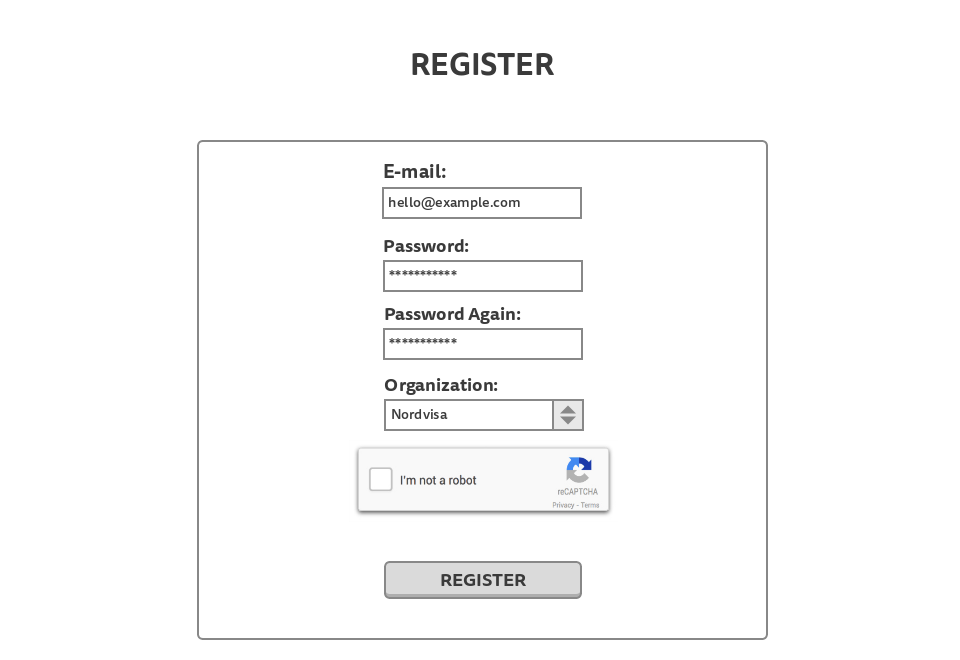 REGISTER
E-mail:
hello@example.com
Password:
***********
Password Again:
***********
Organization:
Nordvisa
I'm not a robot
reCAPTCHA
Privacy - Terms
REGISTER